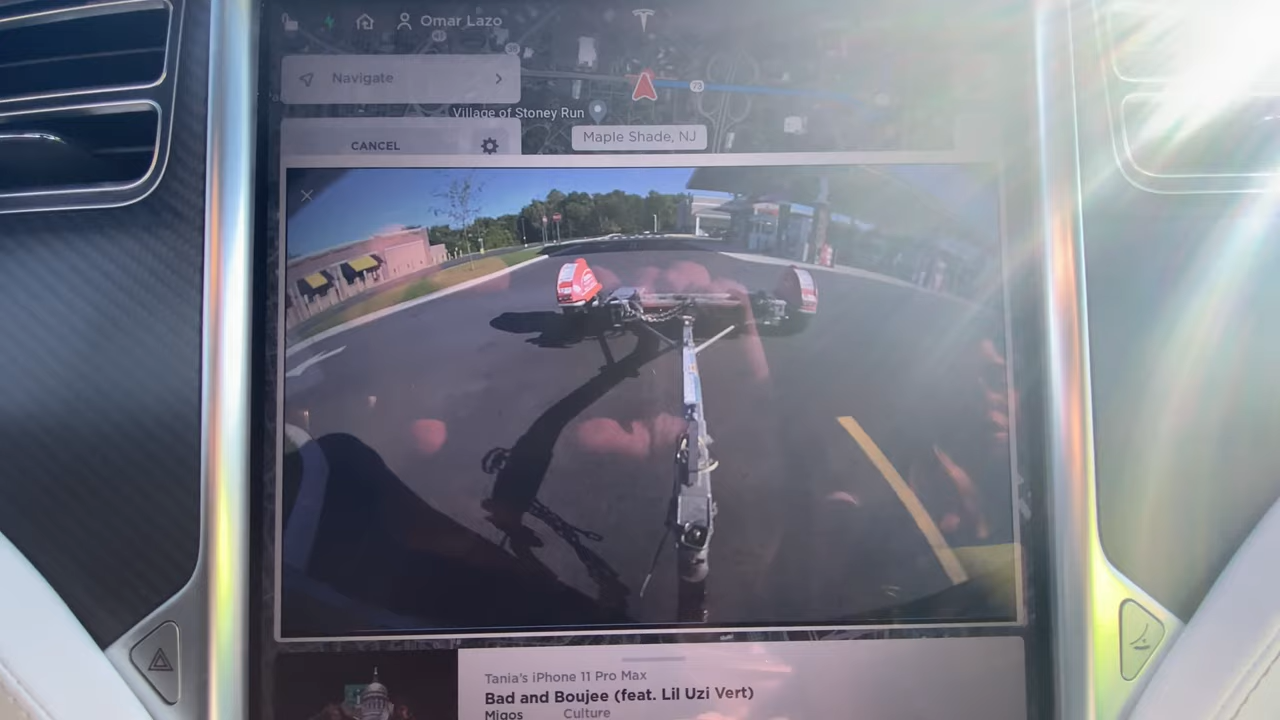 Omar Lazo
Navigate
73
Village of Stoney Run
Maple Shade, NJ
CANCEL
Tania's iPhone 11 Pro Max
Bad and Boujee (feat. Lil Uzi Vert)
Migos Culture